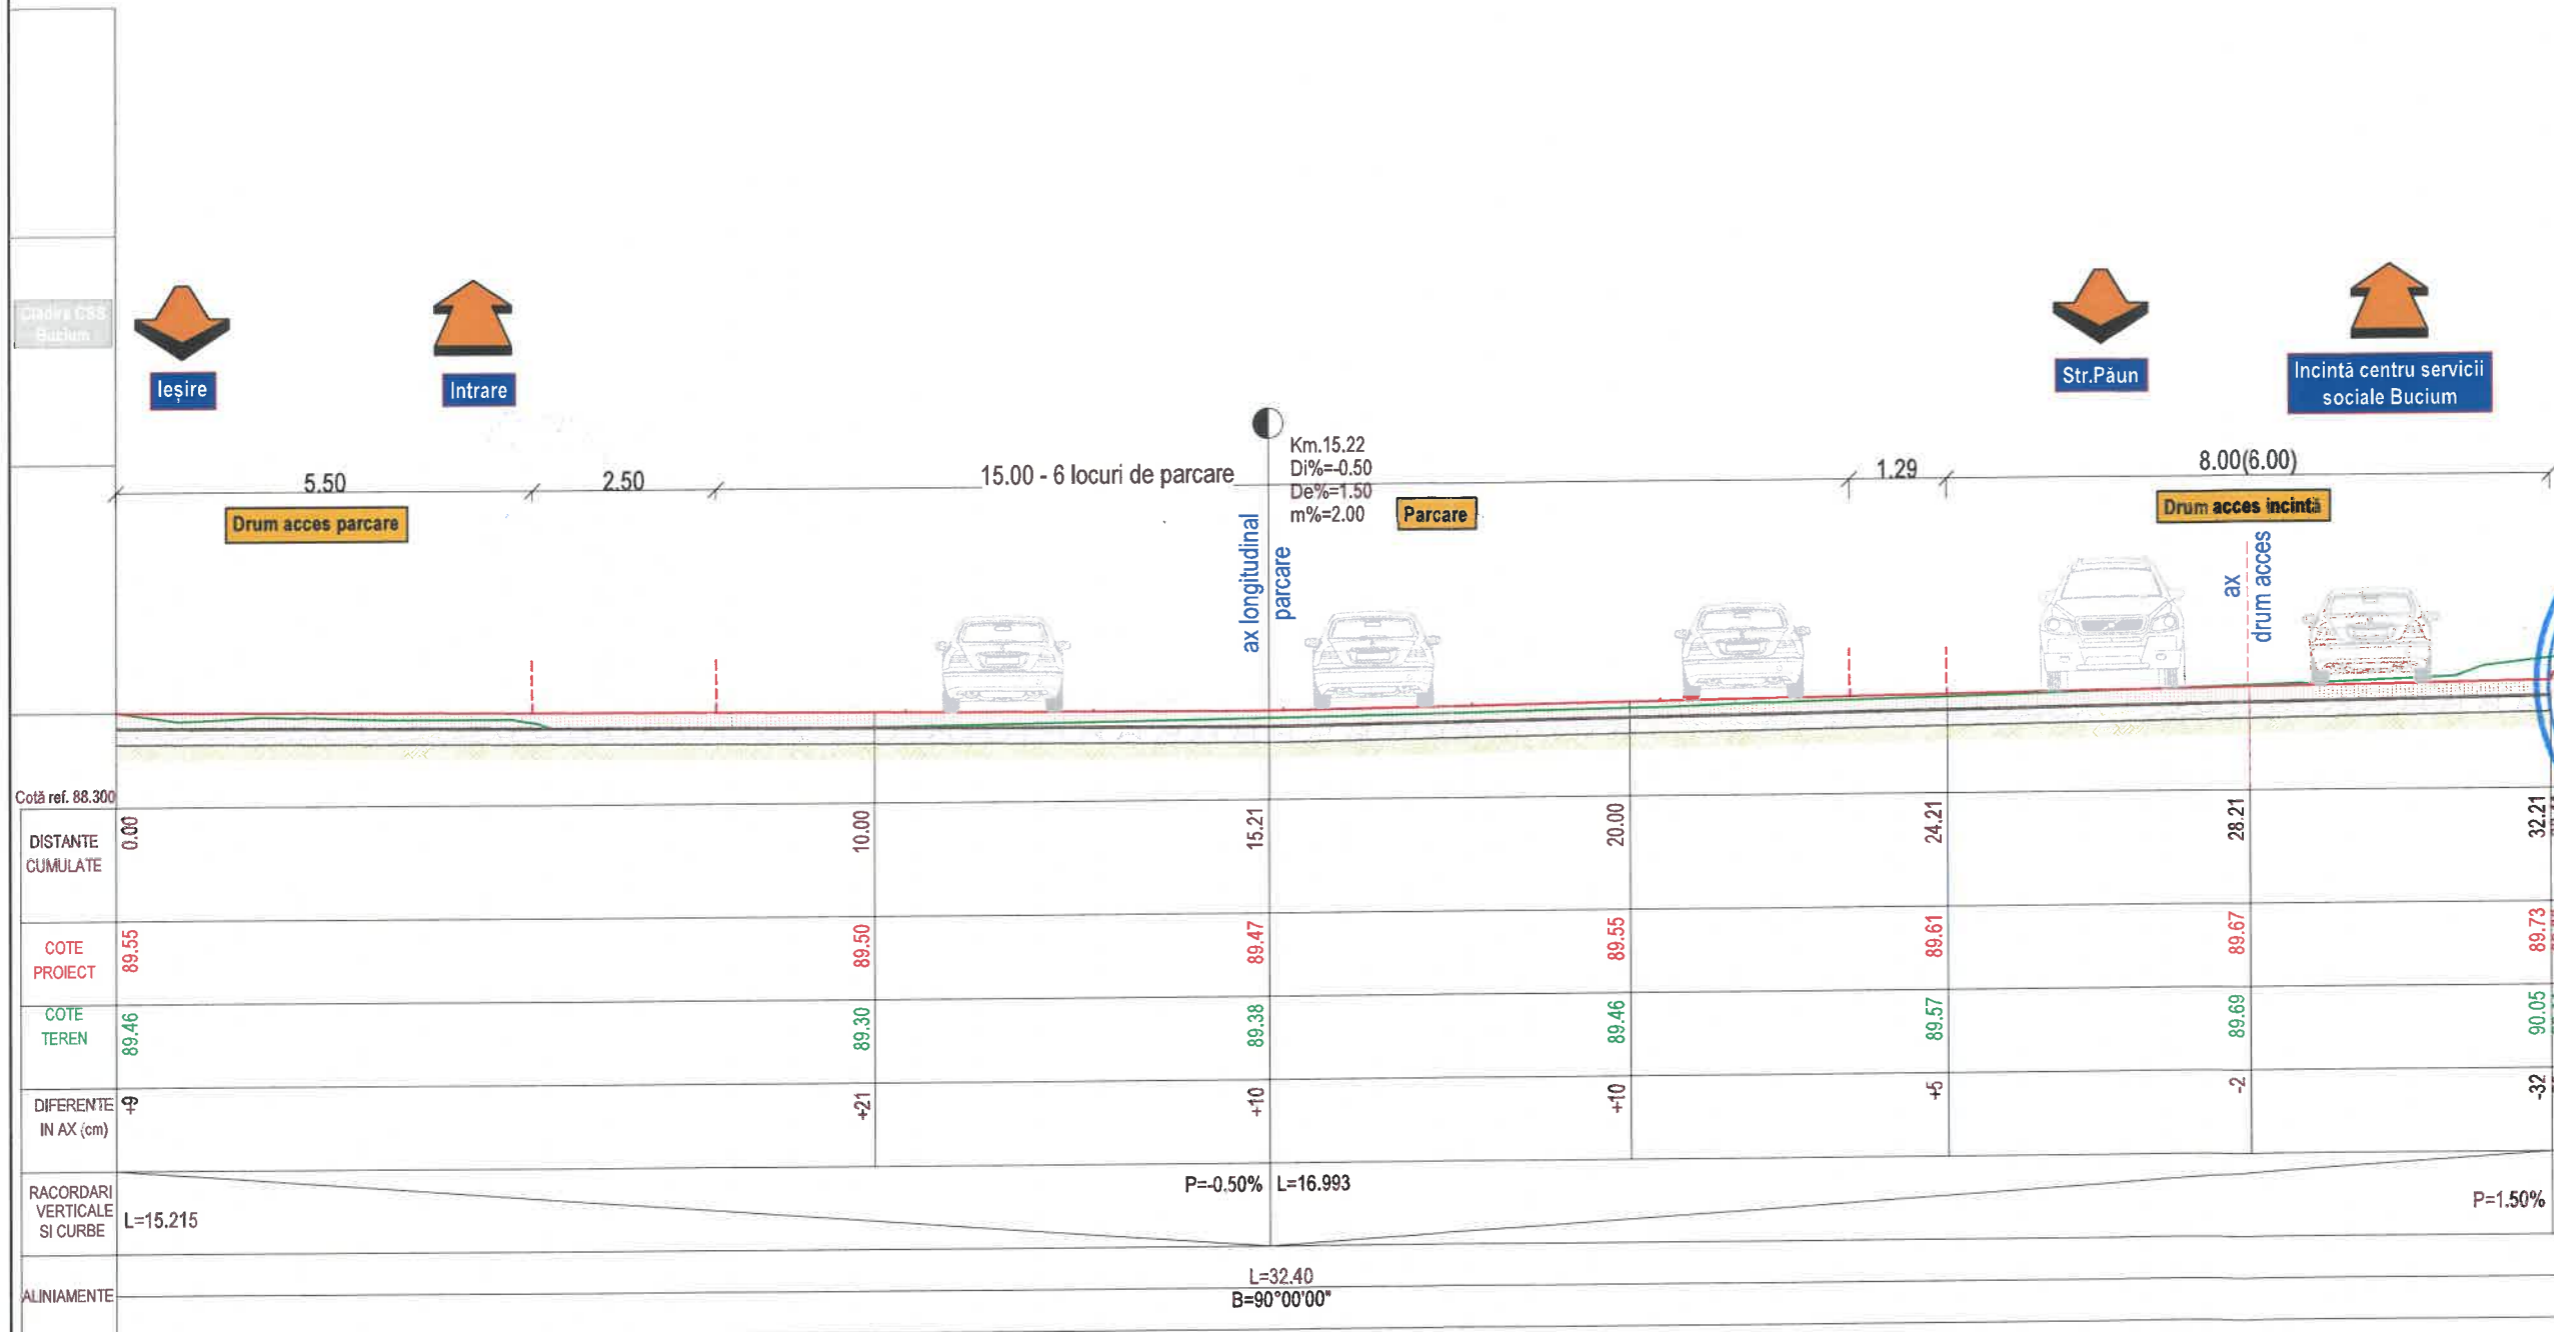 Cladire CSS
Bucium
Ieșire
Intrare
Str.Păun
Incintă centru servicii
sociale Bucium
Km.15.22
Di%=-0.50
De%=1.50
m%=2.00
5.50
2.50
15.00 - 6 locuri de parcare
1.29
8.00(6.00)
Drum acces parcare
Parcare
Drum acces incintă
ax longitudinal
parcare
ax
drum acces
Cotă ref. 88.300
DISTANTE
CUMULATE
0.00
10.00
15.21
20.00
24.21
28.21
32.21
COTE
PROIECT
89.55
89.50
89.47
89.55
89.61
89.67
89.73
COTE
TEREN
89.46
89.30
89.38
89.46
89.57
89.69
90.05
DIFERENTE
IN AX (cm)
+9
+21
+10
+10
+5
-2
-32
RACORDARI
VERTICALE
SI CURBE
L=15.215
P=-0.50%
L=16.993
P=1.50%
ALINIAMENTE
L=32.40
B=90°00'00"